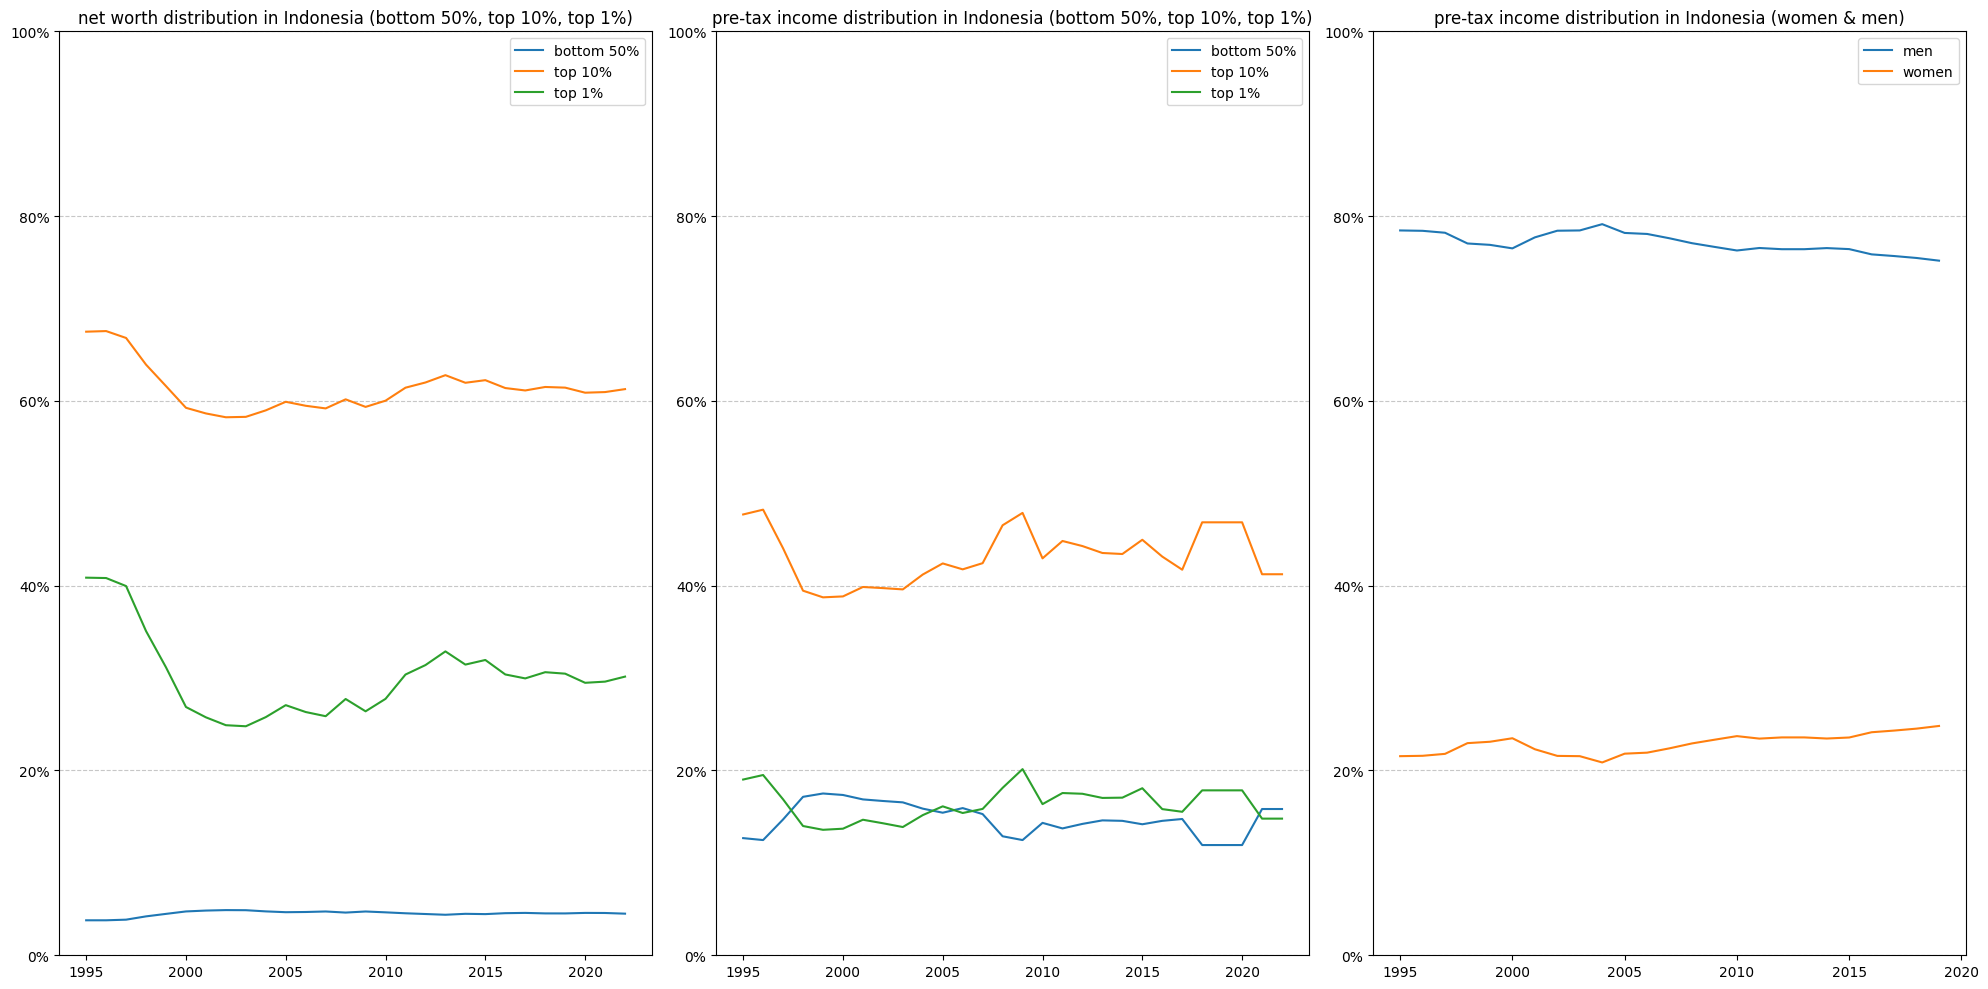 net worth distribution in Indonesia (bottom 50%, top 10%, top 1%)
100%
80%
60%
40%
20%
0%
bottom 50%
top 10%
top 1%
1995 2000 2005 2010 2015 2020
pre-tax income distribution in Indonesia (bottom 50%, top 10%, top 1%)
100%
80%
60%
40%
20%
0%
bottom 50%
top 10%
top 1%
1995 2000 2005 2010 2015 2020
pre-tax income distribution in Indonesia (women & men)
100%
80%
60%
40%
20%
0%
men
women
1995 2000 2005 2010 2015 2020